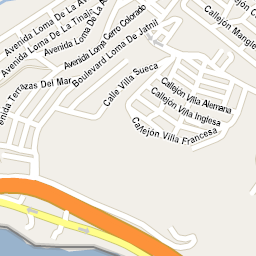 Avenida Loma De La A
Avenida Loma De La Tinaja
Avenida Loma De La A
Avenida Loma Cerro Colorado
Boulevard Loma De Jatnil
Avenida Terrazas Del Mar
Calle Villa Sueca
Callejón
Callejón Mangle
Callejón Villa Alemana
Callejón Villa Inglesa
Callejón Villa Francesa